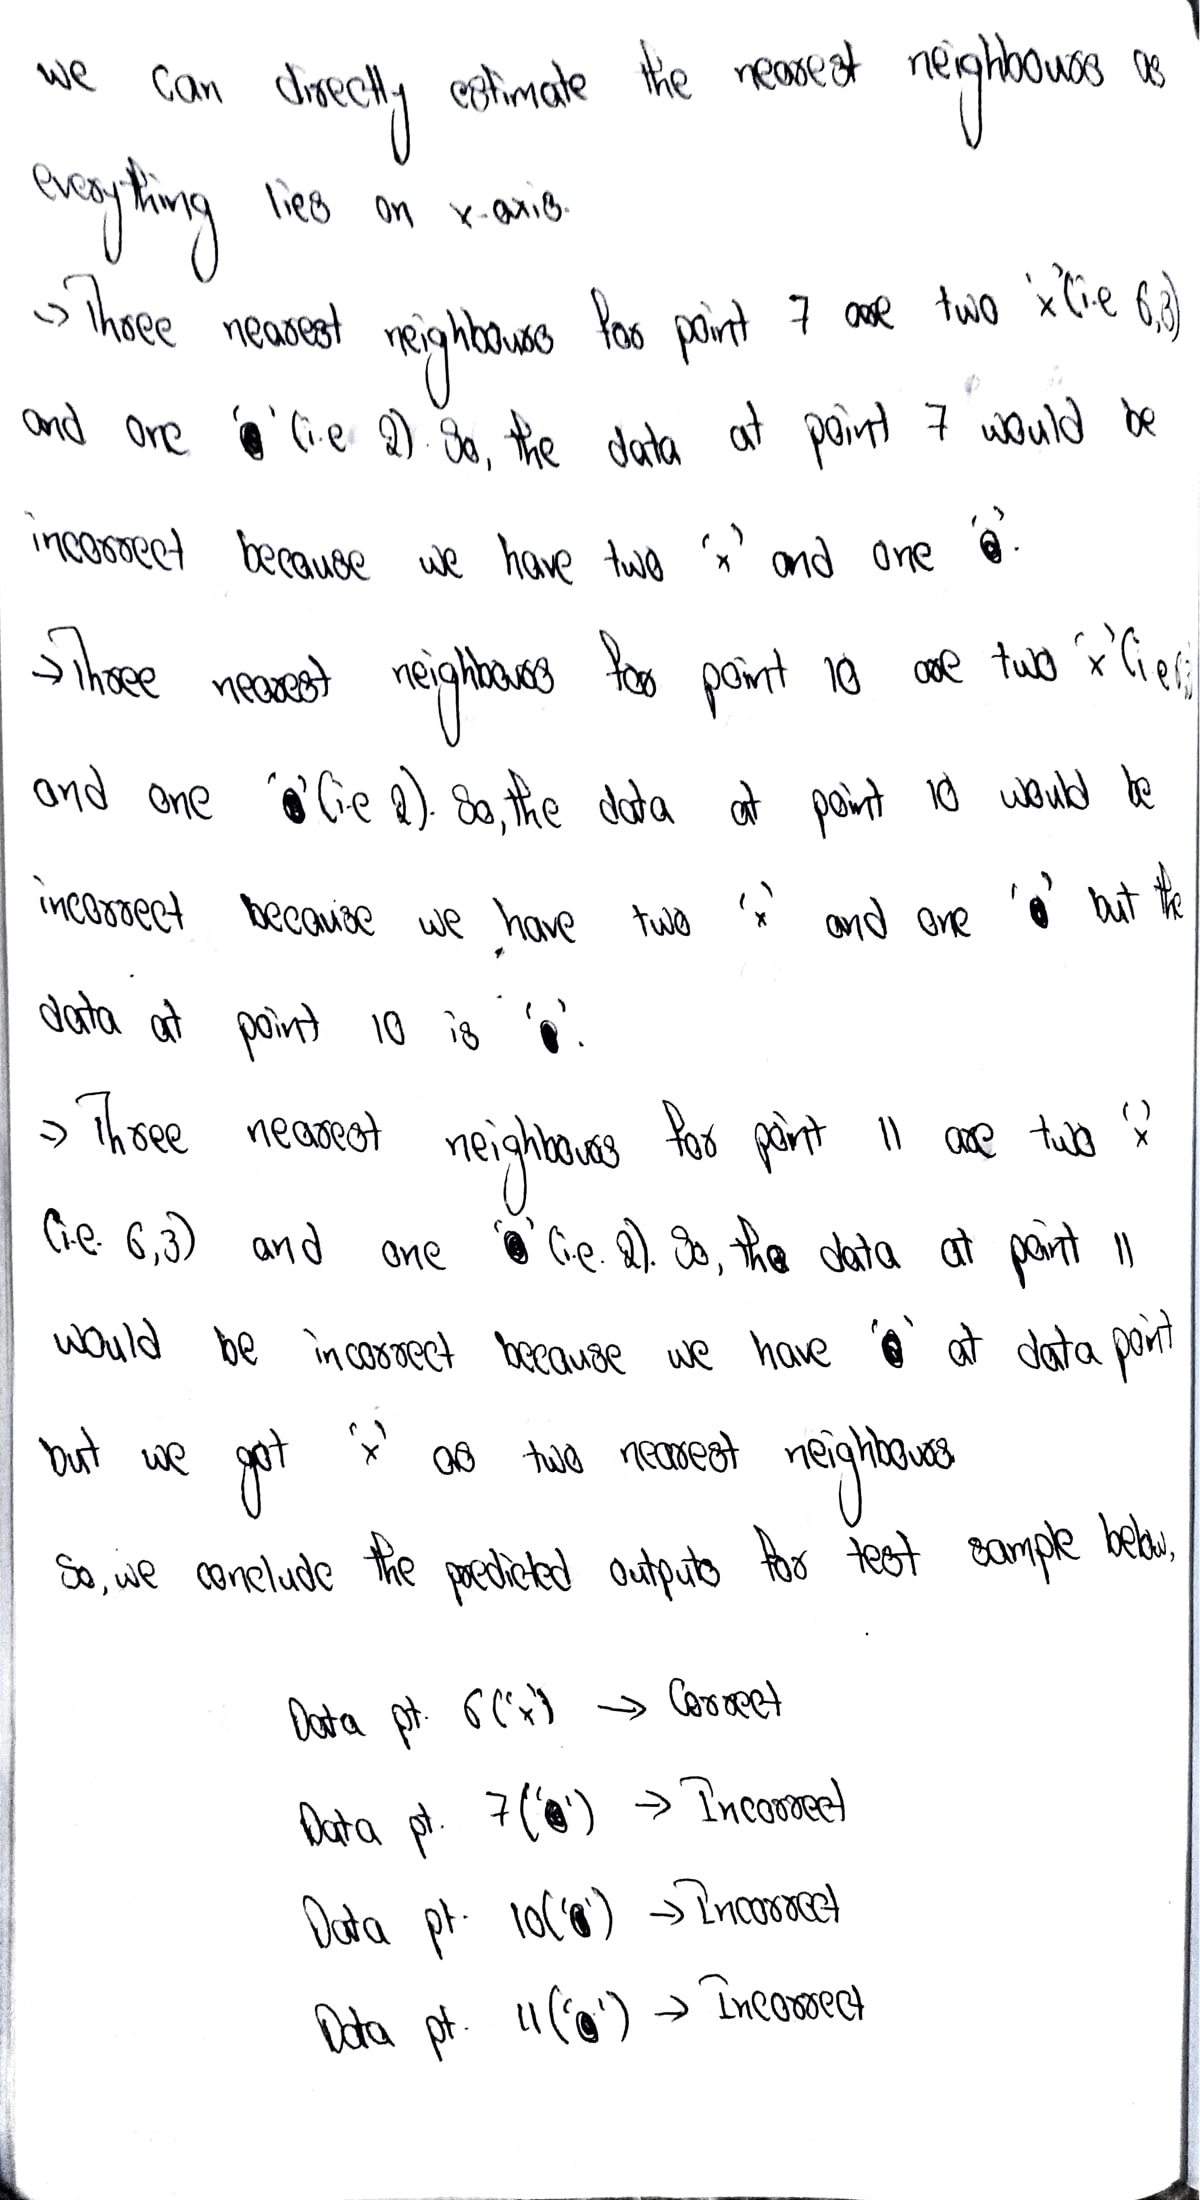 we can directly estimate the nearest neighbours as
everything lies on x-axis.
→ Three nearest neighbours for point 7 are two 'x' (i.e 6,3)
and one '●' (i.e 2). So, the data at point 7 would be
incorrect because we have two 'x' and one '●'.
→ Three nearest neighbours for point 10 are two 'x' (i.e 6,
and one '●' (i.e 2). So, the data at point 10 would be
incorrect because we have two 'x' and one '●' but the
data at point 10 is '●'.
→ Three nearest neighbours for point 11 are two 'x'
(i.e. 6,3) and one '●' (i.e. 2). So, the data at point 11
would be incorrect because we have '●' at data point
but we got 'x' as two nearest neighbours
So, we conclude the predicted outputs for test sample below,
Data pt. 6('x') → Correct
Data pt. 7('●') → Incorrect
Data pt. 10('●') → Incorrect
Data pt. 11('●') → Incorrect